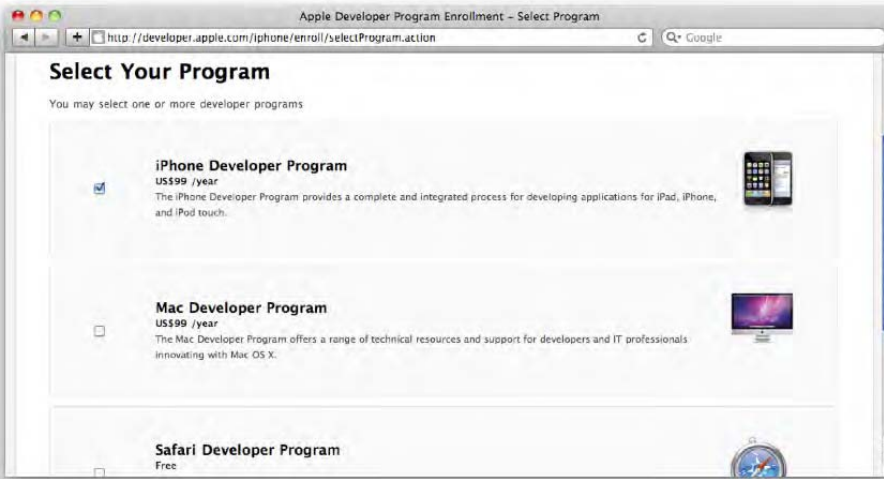 Apple Developer Program Enrollment – Select Program
http://developer.apple.com/iphone/enroll/selectProgram.action
Google
Select Your Program
You may select one or more developer programs
iPhone Developer Program
US$99 /year
The iPhone Developer Program provides a complete and integrated process for developing applications for iPad, iPhone,
and iPod touch.
Mac Developer Program
US$99 /year
The Mac Developer Program offers a range of technical resources and support for developers and IT professionals
innovating with Mac OS X.
Safari Developer Program
Free